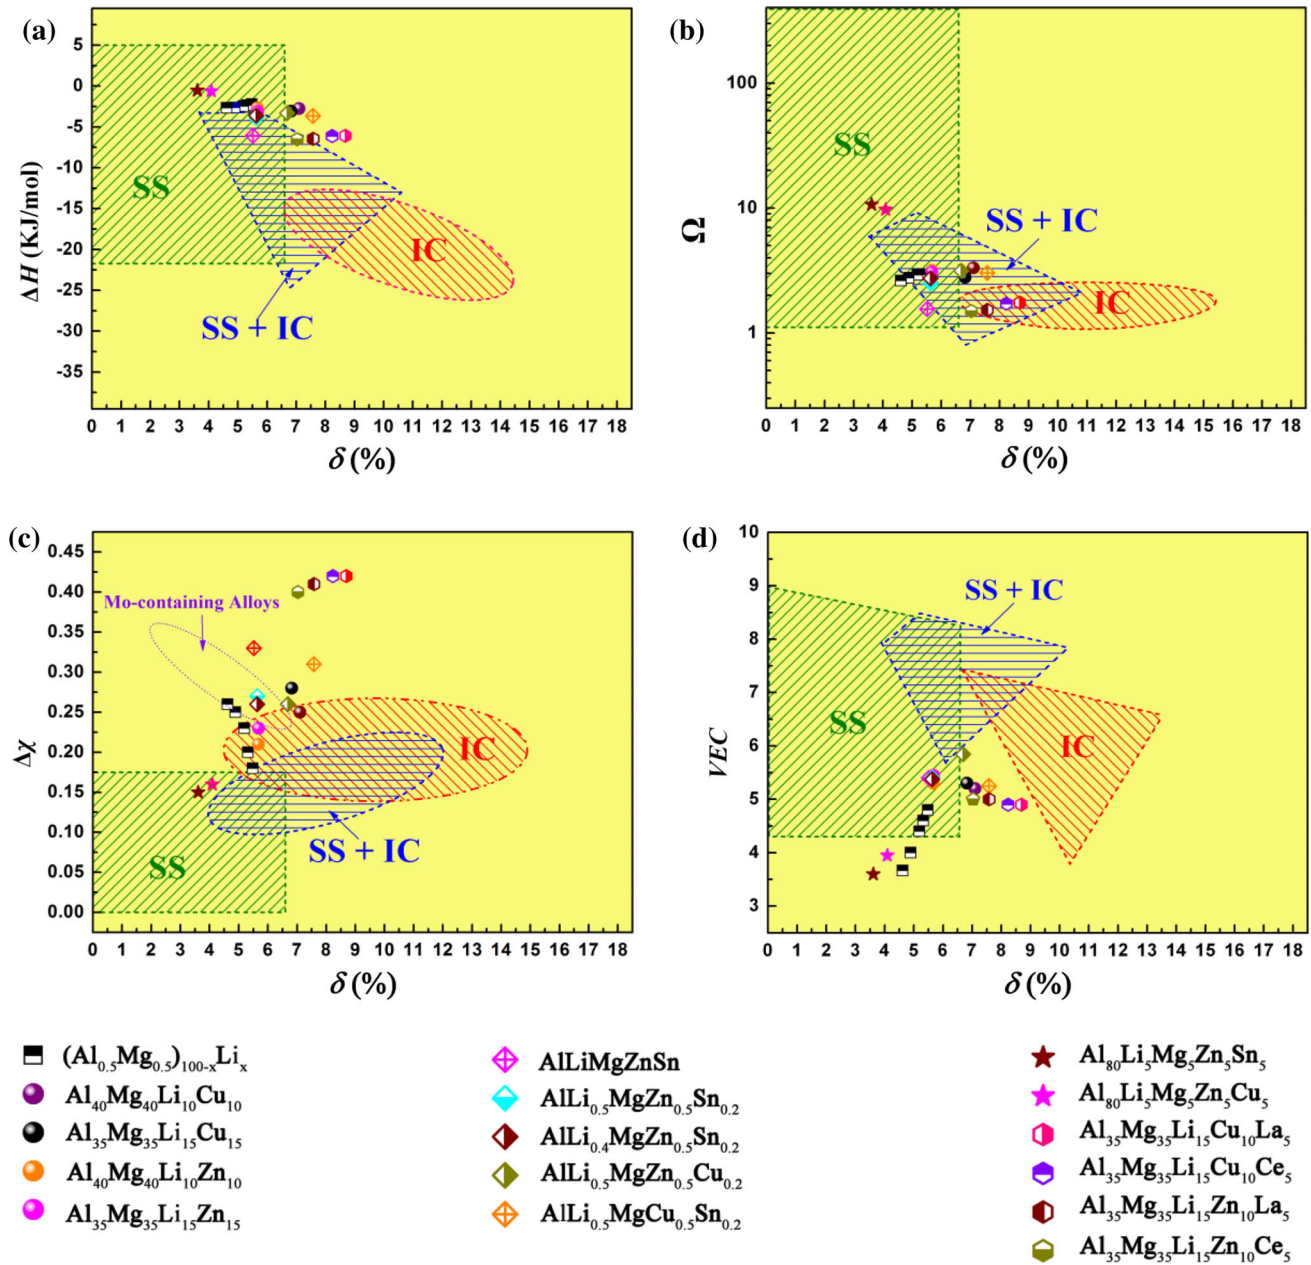 (a)
5
0
-5
-10
-15
-20
-25
-30
-35
ΔH (KJ/mol)
SS
IC
SS + IC
0 1 2 3 4 5 6 7 8 9 10 11 12 13 14 15 16 17 18
δ (%)
(b)
100
10
1
Ω
SS
SS + IC
IC
0 1 2 3 4 5 6 7 8 9 10 11 12 13 14 15 16 17 18
δ (%)
(c)
0.45
0.40
0.35
0.30
0.25
0.20
0.15
0.10
0.05
0.00
Δχ
Mo-containing Alloys
IC
SS + IC
SS
0 1 2 3 4 5 6 7 8 9 10 11 12 13 14 15 16 17 18
δ (%)
(d)
10
9
8
7
6
5
4
3
VEC
SS + IC
SS
IC
0 1 2 3 4 5 6 7 8 9 10 11 12 13 14 15 16 17 18
δ (%)
(Al0.5Mg0.5)100-xLix
Al40Mg40Li10Cu10
Al35Mg35Li15Cu15
Al40Mg40Li10Zn10
Al35Mg35Li15Zn15
AlLiMgZnSn
AlLi0.5MgZn0.5Sn0.2
AlLi0.4MgZn0.5Sn0.2
AlLi0.5MgZn0.5Cu0.2
AlLi0.5MgCu0.5Sn0.2
Al80Li5Mg5Zn5Sn5
Al80Li5Mg5Zn5Cu5
Al35Mg35Li15Cu10La5
Al35Mg35Li15Cu10Ce5
Al35Mg35Li15Zn10La5
Al35Mg35Li15Zn10Ce5